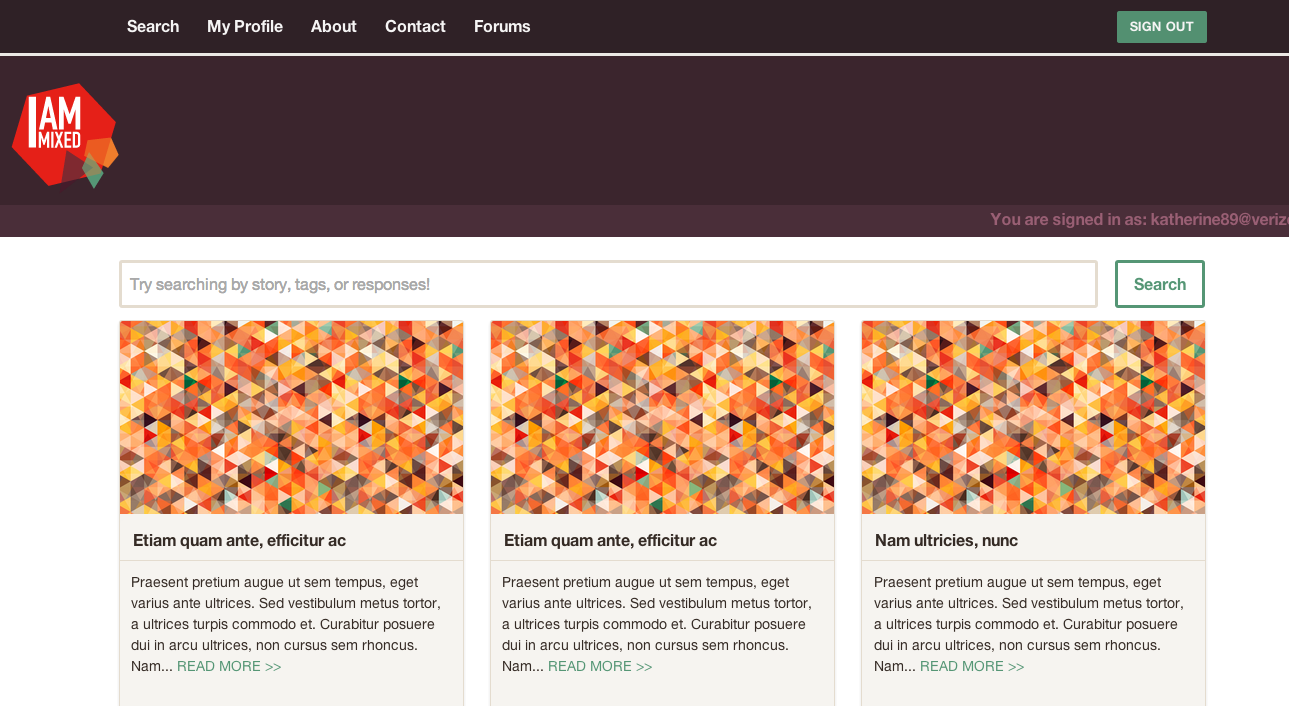 Search My Profile About Contact Forums SIGN OUT
I AM
MIXED
You are signed in as: katherine89@verizo
Try searching by story, tags, or responses! Search
Etiam quam ante, efficitur ac
Praesent pretium augue ut sem tempus, eget
varius ante ultrices. Sed vestibulum metus tortor,
a ultrices turpis commodo et. Curabitur posuere
dui in arcu ultrices, non cursus sem rhoncus.
Nam... READ MORE >>
Etiam quam ante, efficitur ac
Praesent pretium augue ut sem tempus, eget
varius ante ultrices. Sed vestibulum metus tortor,
a ultrices turpis commodo et. Curabitur posuere
dui in arcu ultrices, non cursus sem rhoncus.
Nam... READ MORE >>
Nam ultricies, nunc
Praesent pretium augue ut sem tempus, eget
varius ante ultrices. Sed vestibulum metus tortor,
a ultrices turpis commodo et. Curabitur posuere
dui in arcu ultrices, non cursus sem rhoncus.
Nam... READ MORE >>